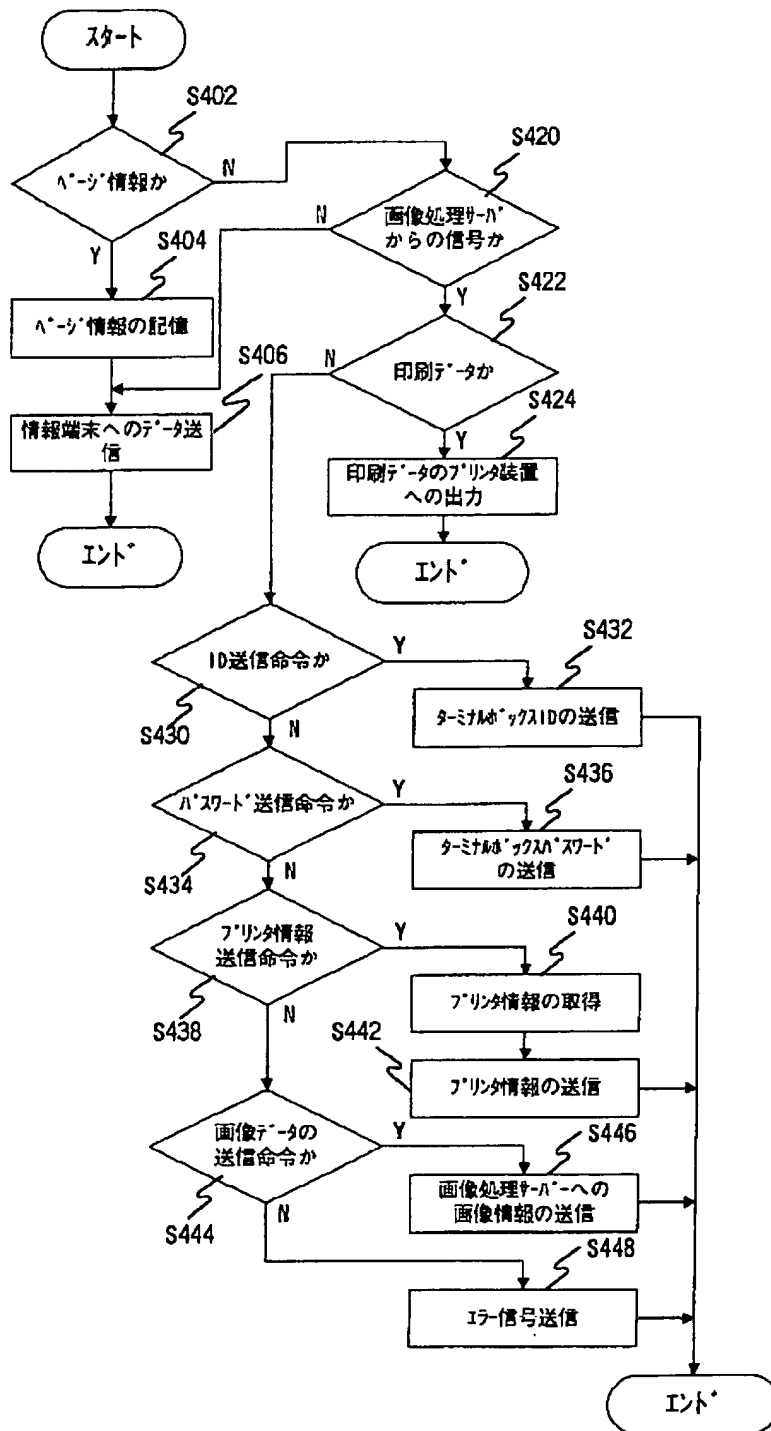 スタート
S402
ページ情報か
N
Y
S404
ページ情報の記憶
S406
情報端末へのデータ送
信
エンド
S420
画像処理サーバ
からの信号か
N
Y
S422
印刷データか
N
Y
S424
印刷データのプリンタ装置
への出力
エンド
ID送信命令か
Y
S432
ターミナルボックスIDの送信
S430
N
パスワード送信命令か
Y
S436
ターミナルボックスパスワード
の送信
S434
N
プリンタ情報
送信命令か
Y
S440
プリンタ情報の取得
S438
N
S442
プリンタ情報の送信
画像データの
送信命令か
Y
S446
画像処理サーバーへの
画像情報の送信
S444
N
S448
エラー信号送信
エンド